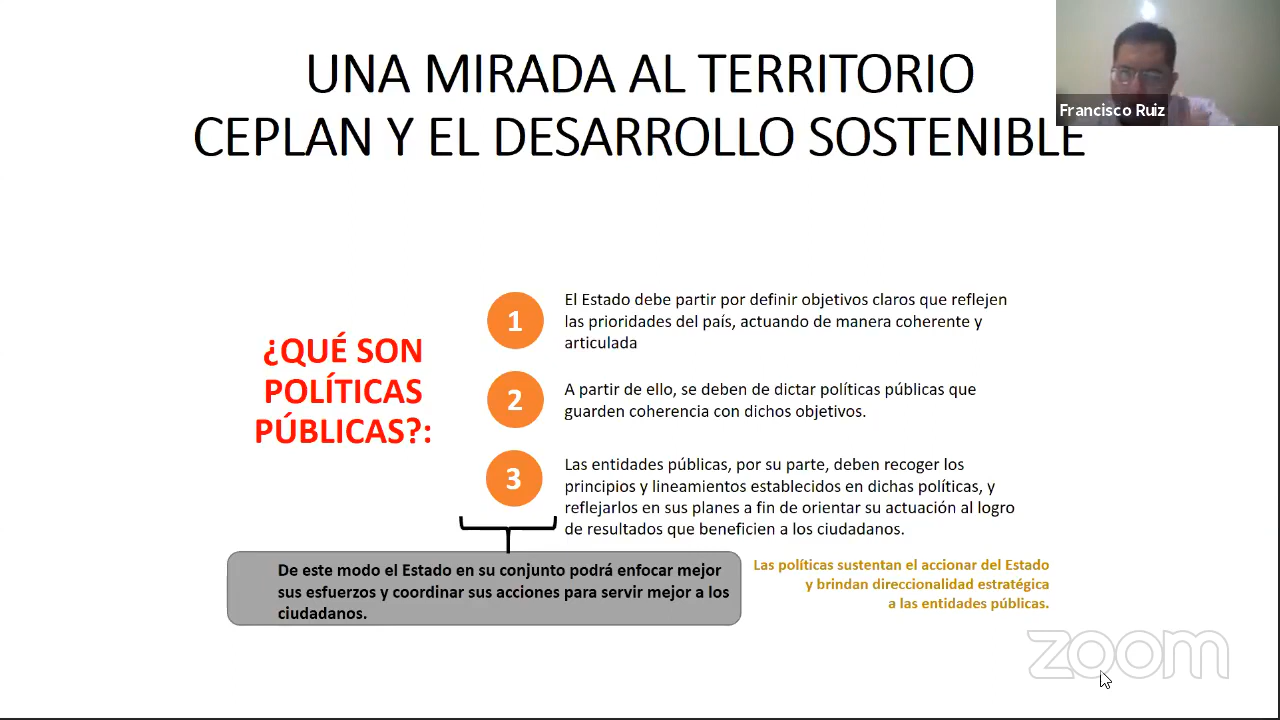 UNA MIRADA AL TERRITORIO
CEPLAN Y EL DESARROLLO SOSTENIBLE
Francisco Ruiz
¿QUÉ SON
POLÍTICAS
PÚBLICAS?:
1
El Estado debe partir por definir objetivos claros que reflejen
las prioridades del país, actuando de manera coherente y
articulada
2
A partir de ello, se deben de dictar políticas públicas que
guarden coherencia con dichos objetivos.
3
Las entidades públicas, por su parte, deben recoger los
principios y lineamientos establecidos en dichas políticas, y
reflejarlos en sus planes a fin de orientar su actuación al logro
de resultados que beneficien a los ciudadanos.
De este modo el Estado en su conjunto podrá enfocar mejor
sus esfuerzos y coordinar sus acciones para servir mejor a los
ciudadanos.
Las políticas sustentan el accionar del Estado
y brindan direccionalidad estratégica
a las entidades públicas.
zoom